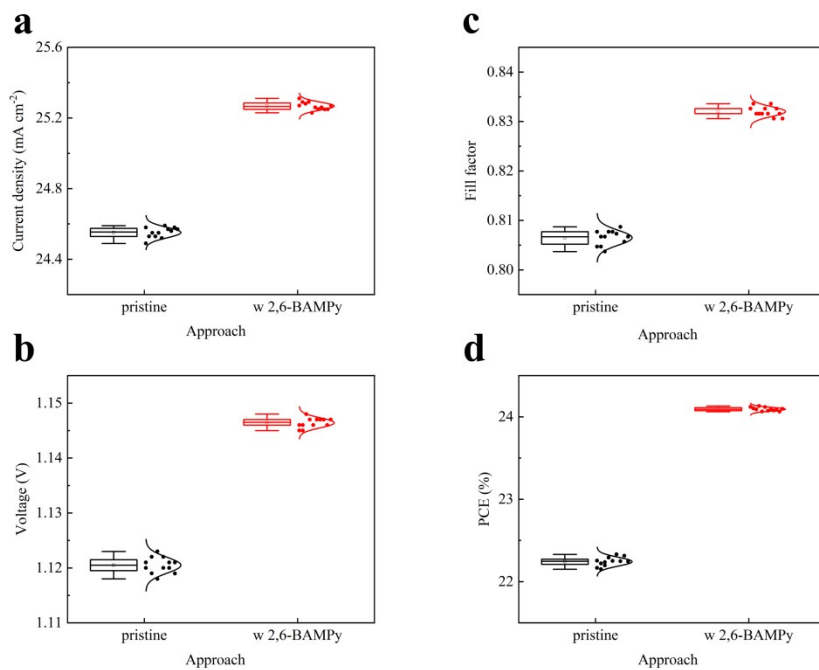 a
25.6
25.2
24.8
24.4
Current density (mA cm-2)
pristine
w 2,6-BAMPy
Approach
c
0.84
0.83
0.82
0.81
0.80
Fill factor
pristine
w 2,6-BAMPy
Approach
b
1.15
1.14
1.13
1.12
1.11
Voltage (V)
pristine
w 2,6-BAMPy
Approach
d
24
23
22
PCE (%)
pristine
w 2,6-BAMPy
Approach